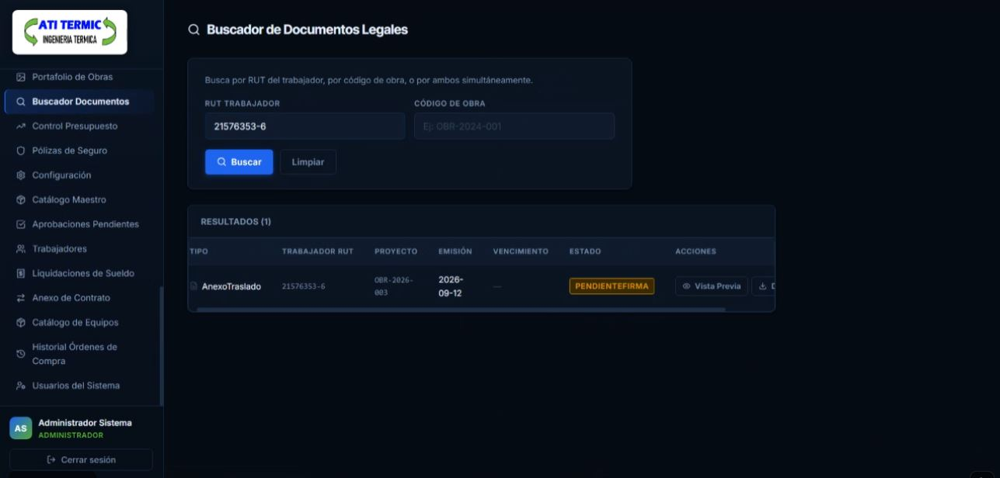 ATI TERMIC
INGENIERIA TERMICA
Portafolio de Obras
Buscador Documentos
Control Presupuesto
Pólizas de Seguro
Configuración
Catálogo Maestro
Aprobaciones Pendientes
Trabajadores
Liquidaciones de Sueldo
Anexo de Contrato
Catálogo de Equipos
Historial Órdenes de
Compra
Usuarios del Sistema
AS
Administrador Sistema
ADMINISTRADOR
Cerrar sesión
Buscador de Documentos Legales
Busca por RUT del trabajador, por código de obra, o por ambos simultáneamente.
RUT TRABAJADOR
CÓDIGO DE OBRA
21576353-6
Ej: OBR-2024-001
Buscar
Limpiar
RESULTADOS (1)
TIPO TRABAJADOR RUT PROYECTO EMISIÓN VENCIMIENTO ESTADO ACCIONES
AnexoTraslado
21576353-6
OBR-2026-
003
2026-
09-12
—
PENDIENTEFIRMA
Vista Previa